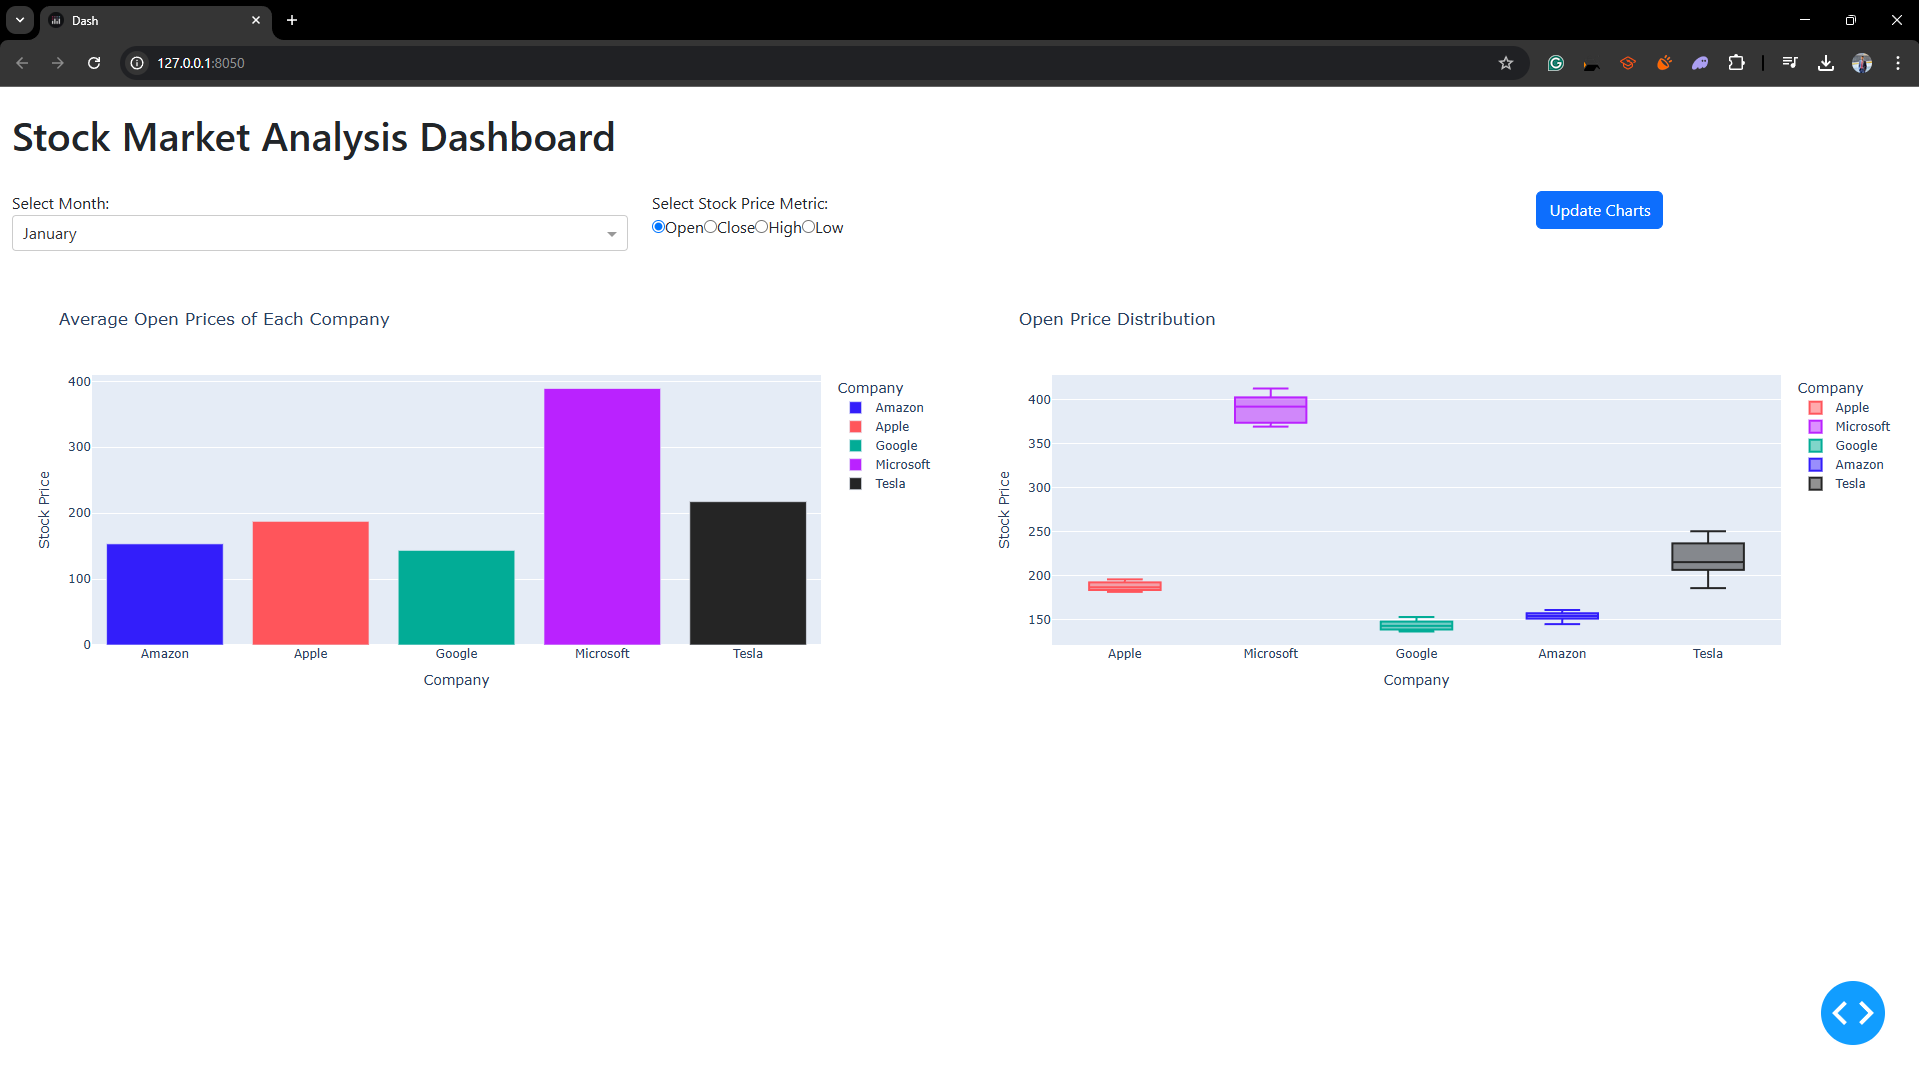 Dash
127.0.0.1:8050
Stock Market Analysis Dashboard
Select Month:
January
Select Stock Price Metric:
Open Close High Low
Update Charts
Average Open Prices of Each Company
Stock Price
400
300
200
100
0
Amazon Apple Google Microsoft Tesla
Company
Company
Amazon
Apple
Google
Microsoft
Tesla
Open Price Distribution
Stock Price
400
350
300
250
200
150
Apple Microsoft Google Amazon Tesla
Company
Company
Apple
Microsoft
Google
Amazon
Tesla